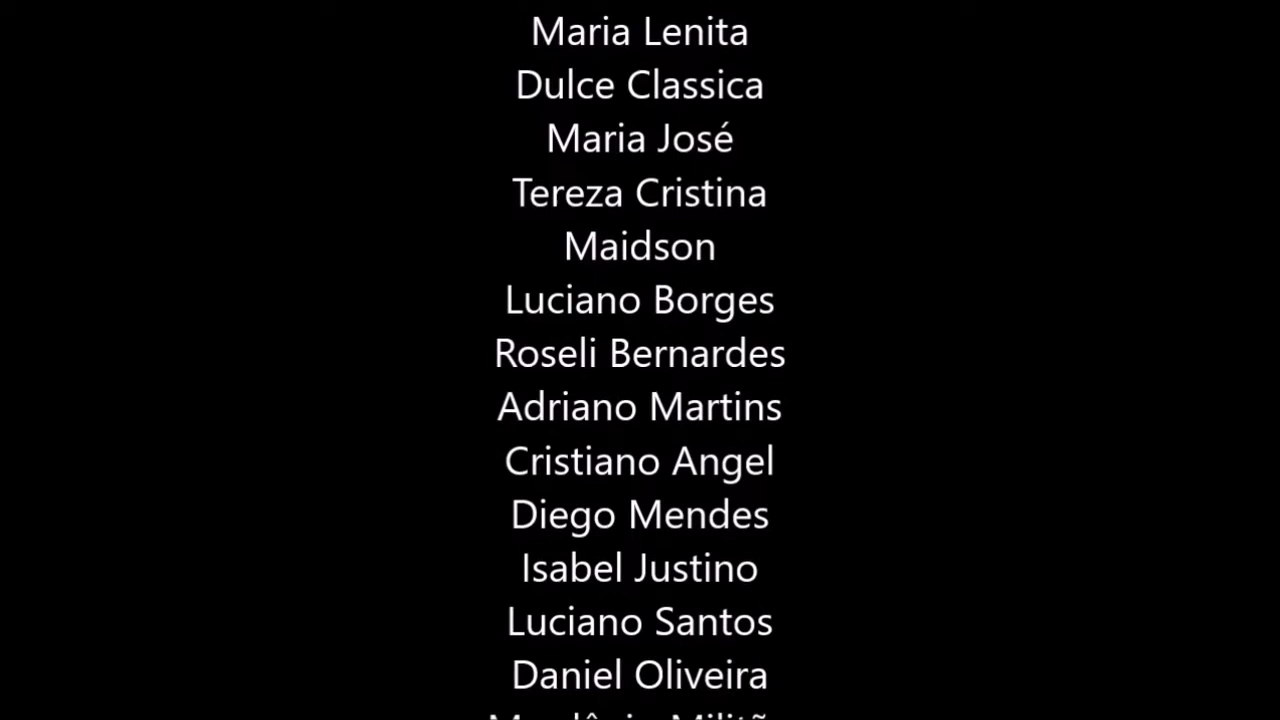 Maria Lenita
Dulce Classica
Maria José
Tereza Cristina
Maidson
Luciano Borges
Roseli Bernardes
Adriano Martins
Cristiano Angel
Diego Mendes
Isabel Justino
Luciano Santos
Daniel Oliveira